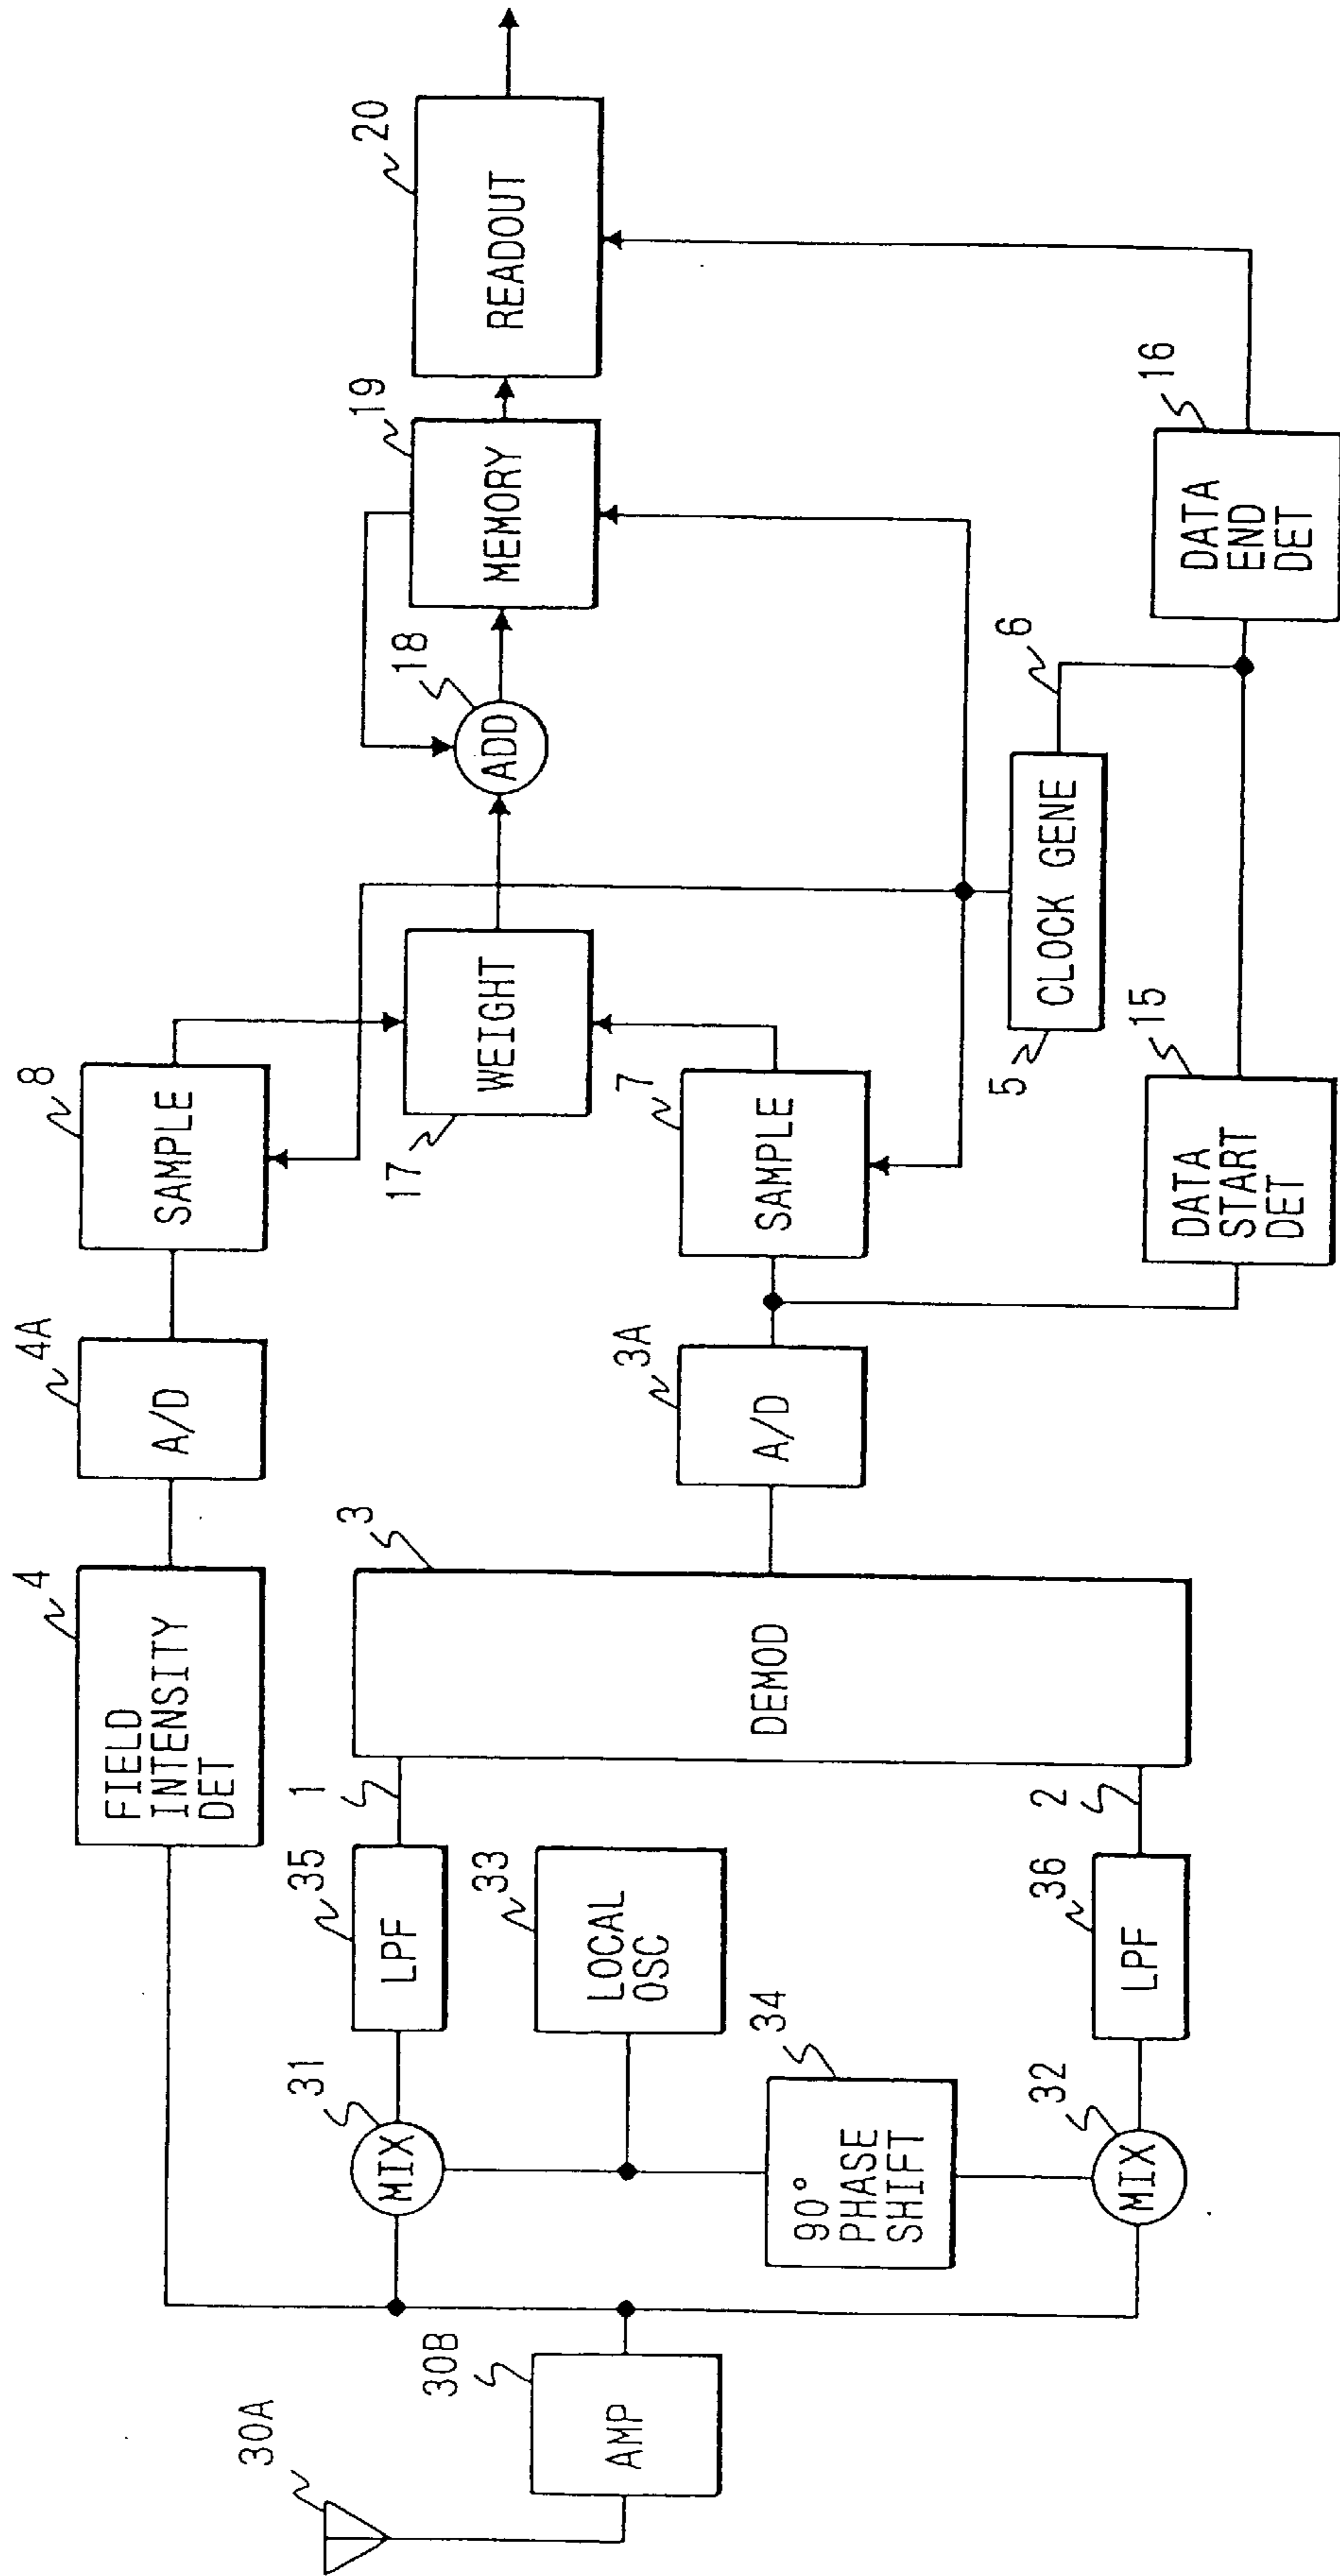 30A
AMP
30B
MIX
31
LPF
35
1
LOCAL
OSC
33
90°
PHASE
SHIFT
34
MIX
32
LPF
36
2
FIELD
INTENSITY
DET
4
DEMOD
3
A/D
4A
A/D
3A
SAMPLE
8
SAMPLE
7
WEIGHT
17
CLOCK GENE
5
6
DATA
START
DET
15
DATA
END
DET
16
ADD
18
MEMORY
19
READOUT
20